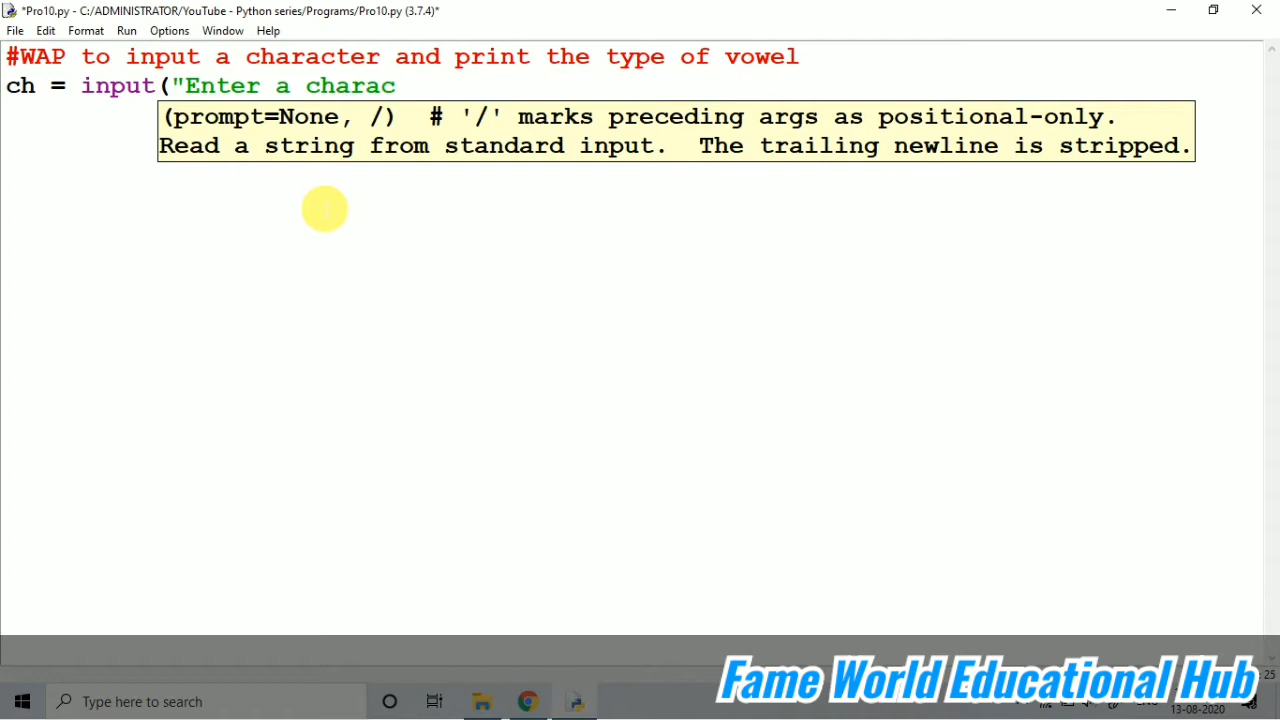 *Pro10.py - C:/ADMINISTRATOR/YouTube - Python series/Programs/Pro10.py (3.7.4)*
File Edit Format Run Options Window Help
#WAP to input a character and print the type of vowel
ch = input("Enter a charac
(prompt=None, /)  # '/' marks preceding args as positional-only.
Read a string from standard input.  The trailing newline is stripped.
25
Fame World Educational Hub
Type here to search
13-08-2020